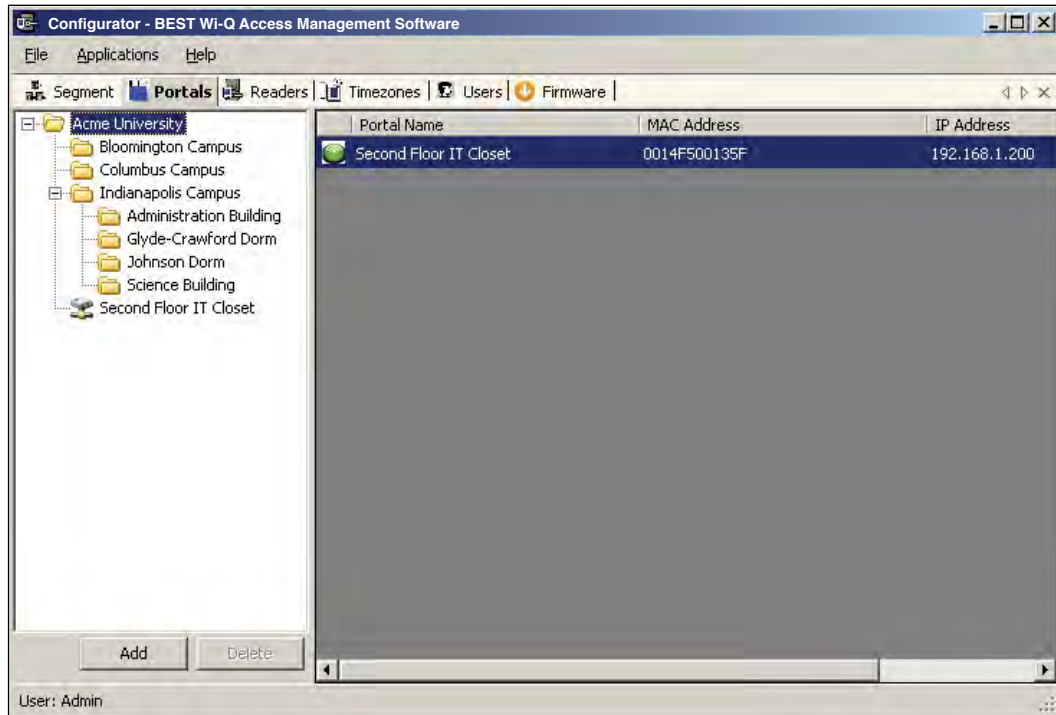 Configurator - BEST Wi-Q Access Management Software
File Applications Help
Segment Portals Readers Timezones Users Firmware
Acme University
Bloomington Campus
Columbus Campus
Indianapolis Campus
Administration Building
Glyde-Crawford Dorm
Johnson Dorm
Science Building
Second Floor IT Closet
Add Delete
Portal Name MAC Address IP Address
Second Floor IT Closet 0014F500135F 192.168.1.200
User: Admin